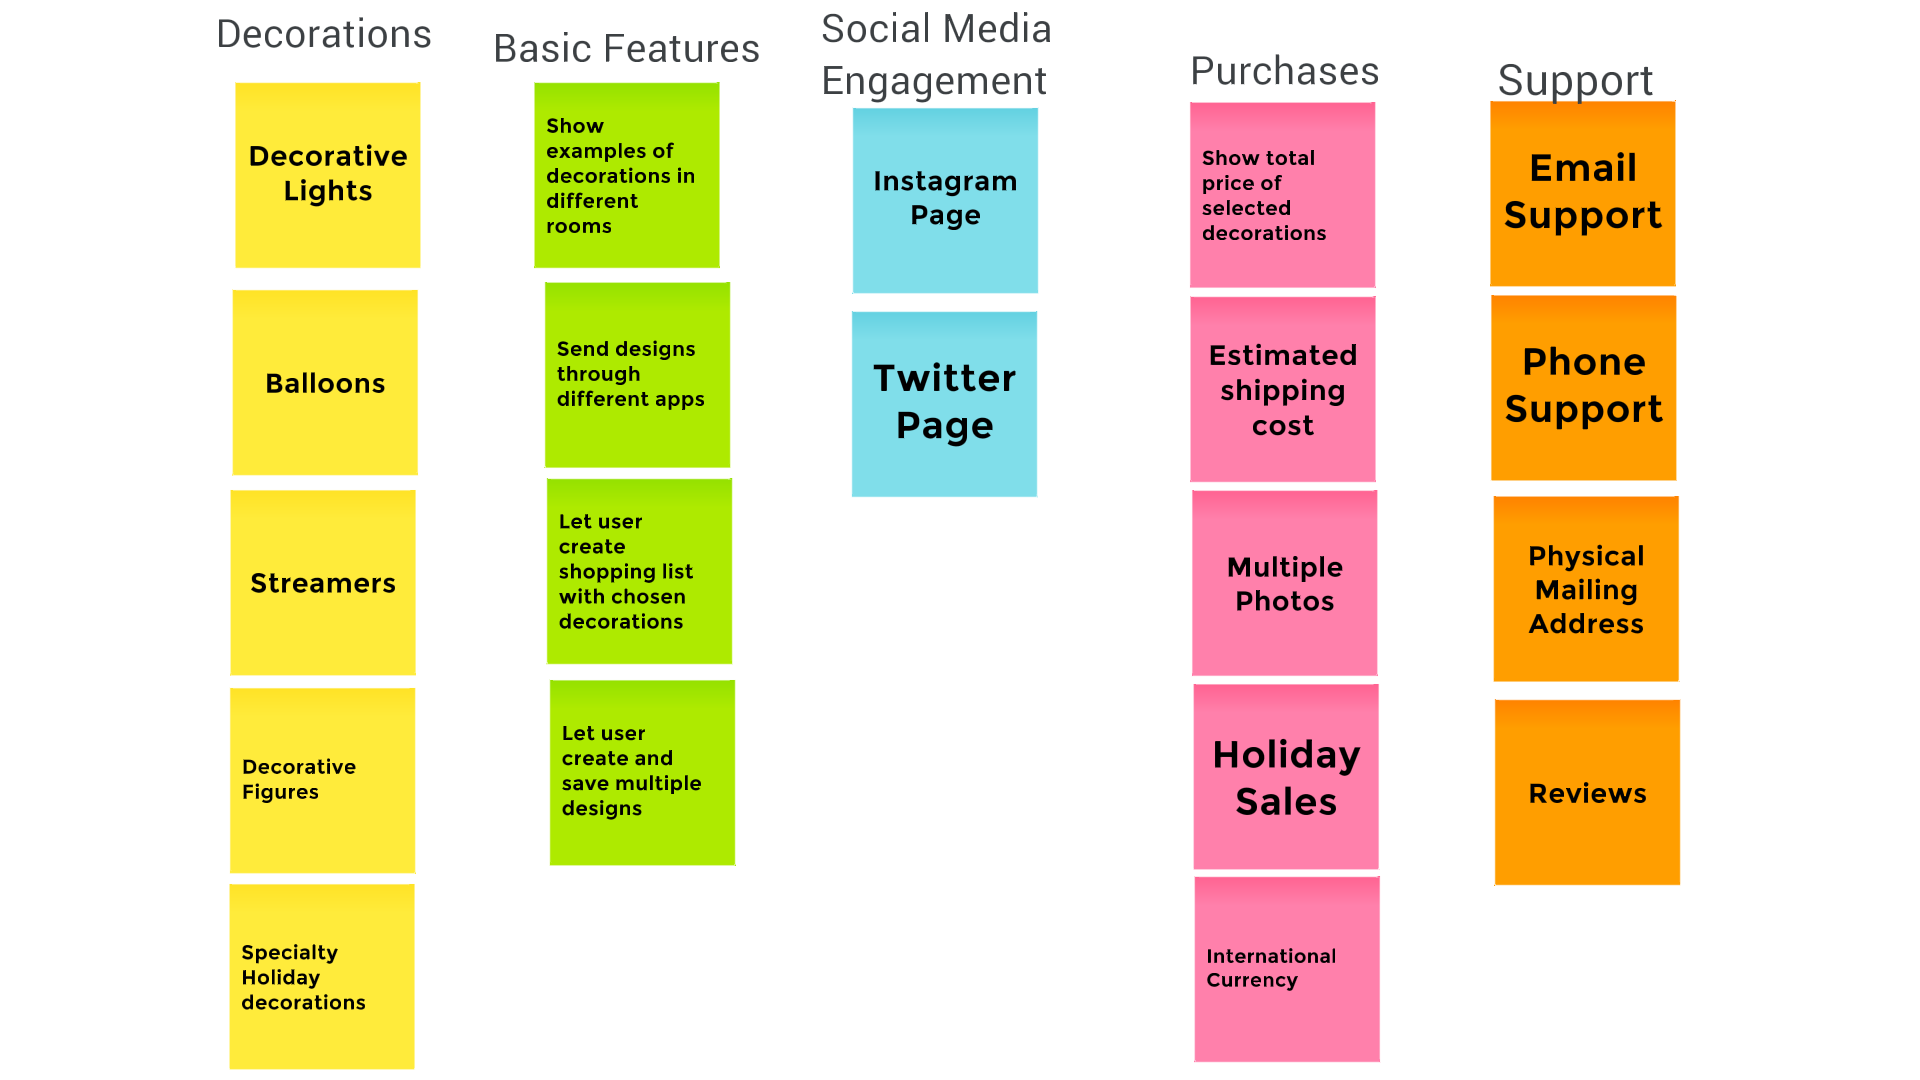 Decorations
Decorative
Lights
Balloons
Streamers
Decorative
Figures
Specialty
Holiday
decorations
Basic Features
Show
examples of
decorations in
different
rooms
Send designs
through
different apps
Let user
create
shopping list
with chosen
decorations
Let user
create and
save multiple
designs
Social Media
Engagement
Instagram
Page
Twitter
Page
Purchases
Show total
price of
selected
decorations
Estimated
shipping
cost
Multiple
Photos
Holiday
Sales
International
Currency
Support
Email
Support
Phone
Support
Physical
Mailing
Address
Reviews